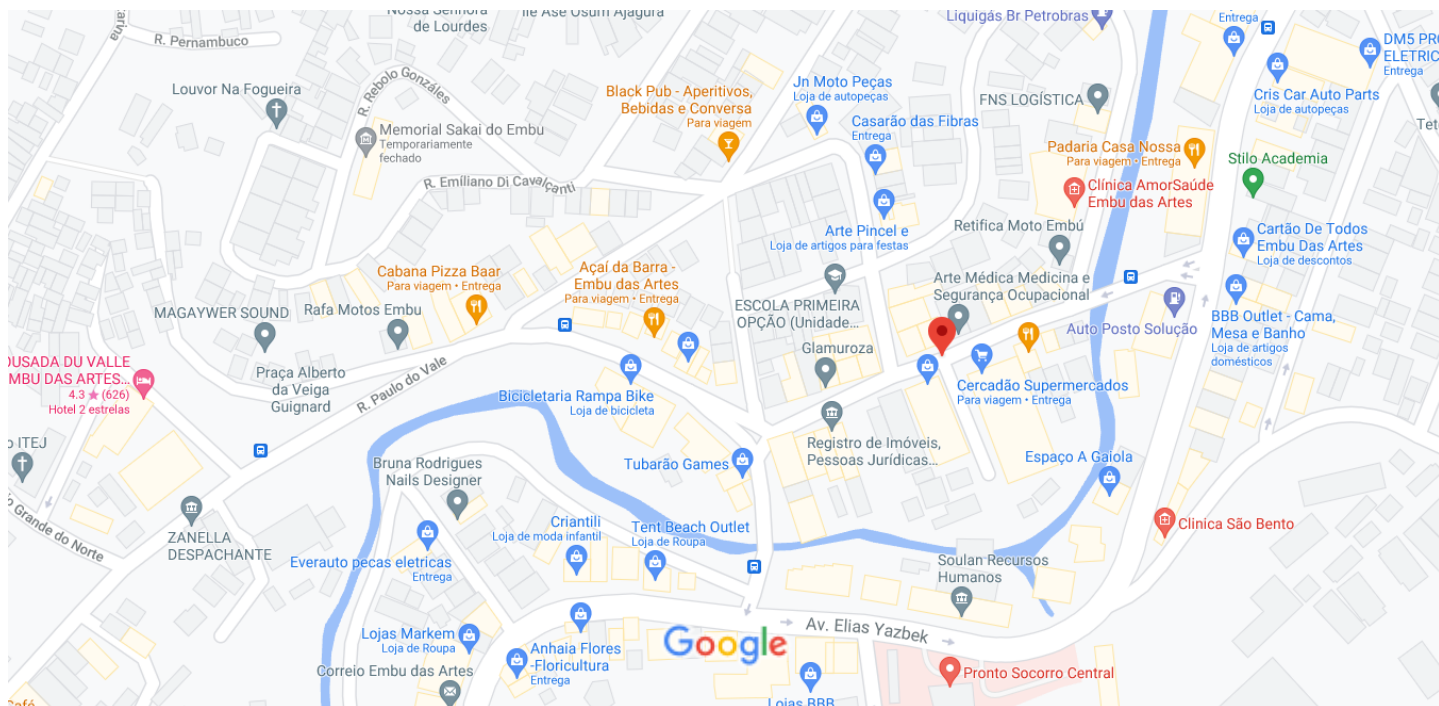 Nossa Senhora
de Lourdes
Ile Ase Osum Ajagura
Liquigás Br Petrobras
Entrega
R. Pernambuco
DM5 PRO
ELETRIC
Entrega
Louvor Na Fogueira
R. Rebolo Gonzáles
Black Pub - Aperitivos,
Bebidas e Conversa
Para viagem
Jn Moto Peças
Loja de autopeças
FNS LOGÍSTICA
Cris Car Auto Parts
Loja de autopeças
Memorial Sakai do Embu
Temporariamente
fechado
Casarão das Fibras
Entrega
Padaria Casa Nossa
Para viagem • Entrega
Stilo Academia
R. Emíliano Di Cavalcanti
Clínica AmorSaúde
Embu das Artes
Arte Pincel e
Loja de artigos para festas
Retifica Moto Embú
Cartão De Todos
Embu Das Artes
Loja de descontos
Cabana Pizza Baar
Para viagem • Entrega
Açaí da Barra -
Embu das Artes
Para viagem • Entrega
Arte Médica Medicina e
Segurança Ocupacional
MAGAYWER SOUND
Rafa Motos Embu
ESCOLA PRIMEIRA
OPÇÃO (Unidade...
Auto Posto Solução
BBB Outlet - Cama,
Mesa e Banho
Loja de artigos
domésticos
OUSADA DU VALLE
MBU DAS ARTES...
4.3 ★ (626)
Hotel 2 estrelas
Praça Alberto
da Veiga
Guignard
R. Paulo do Vale
Glamuroza
Bicicletaria Rampa Bike
Loja de bicicleta
Cercadão Supermercados
Para viagem • Entrega
o ITEJ
Registro de Imóveis,
Pessoas Jurídicas...
Bruna Rodrigues
Nails Designer
Tubarão Games
Espaço A Gaiola
Grande do Norte
ZANELLA
DESPACHANTE
Criantili
Loja de moda infantil
Tent Beach Outlet
Loja de Roupa
Clinica São Bento
Everauto pecas eletricas
Entrega
Soulan Recursos
Humanos
Lojas Markem
Loja de Roupa
Anhaia Flores
-Floricultura
Entrega
Google
Av. Elias Yazbek
Correio Embu das Artes
Pronto Socorro Central
Café
Lojas BBB